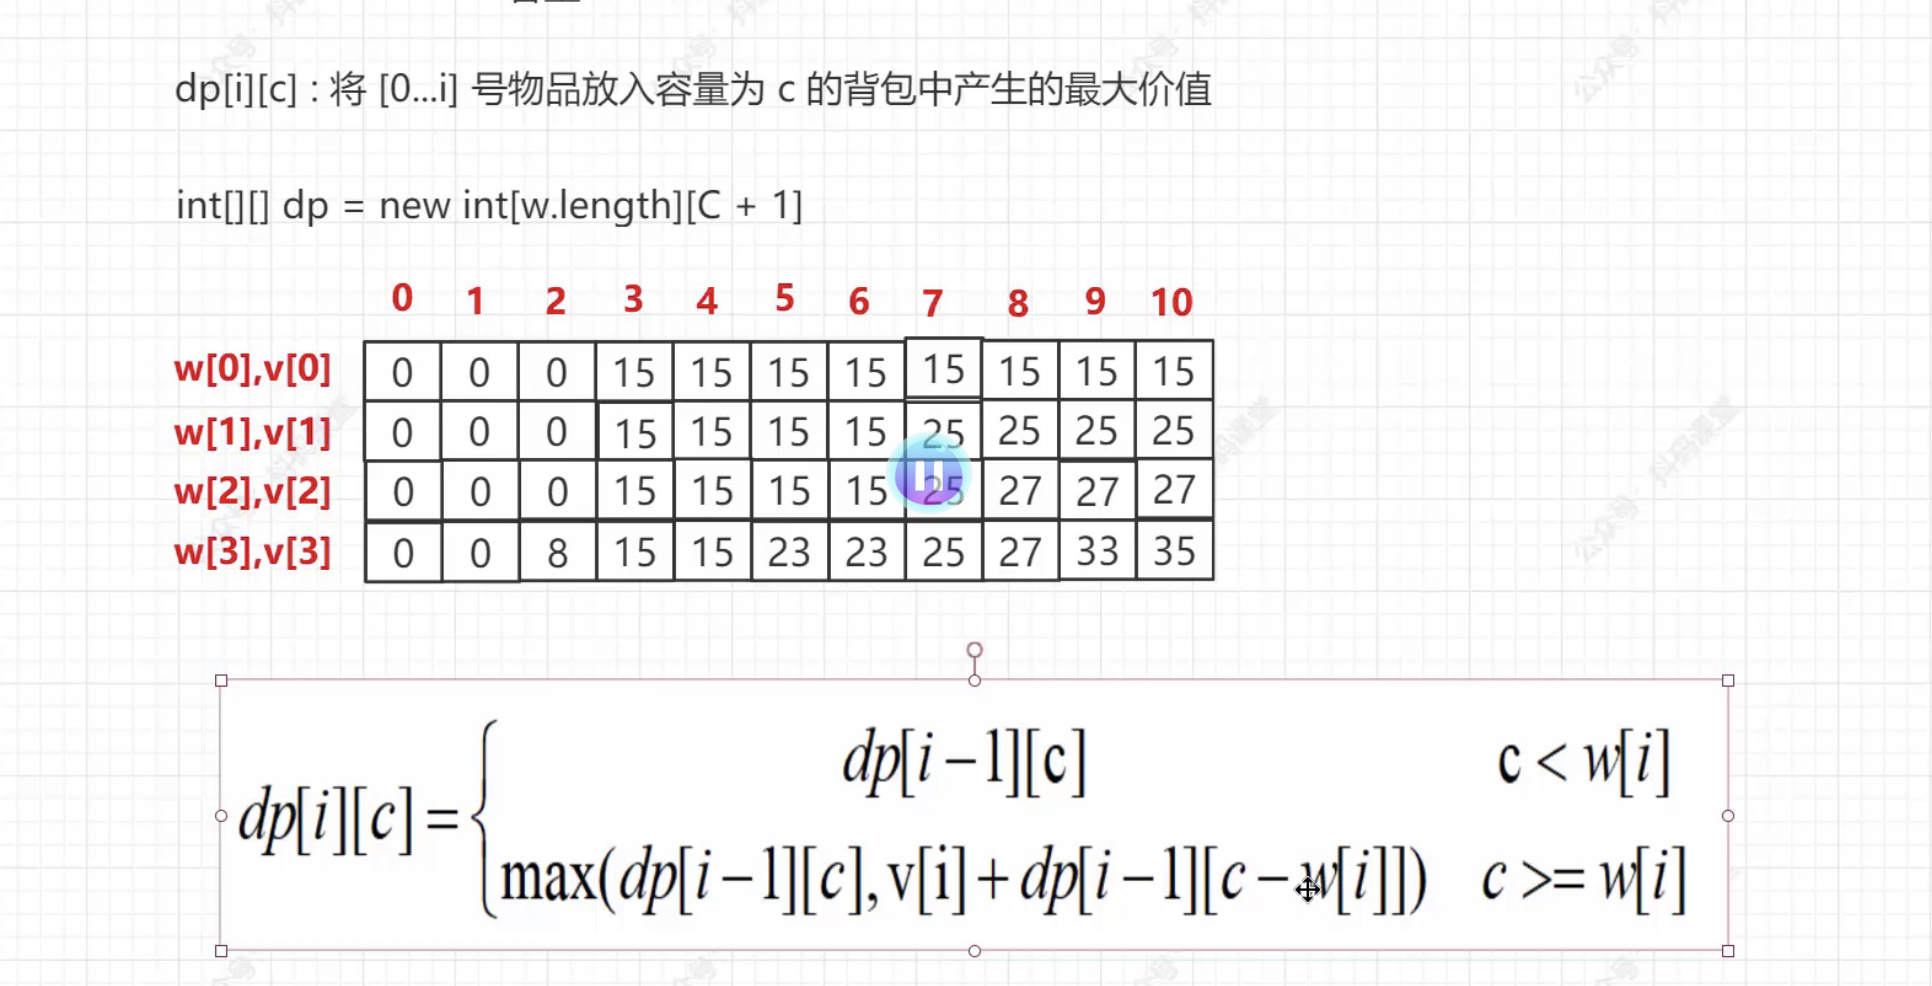 dp[i][c] : 将 [0...i] 号物品放入容量为 c 的背包中产生的最大价值
int[][] dp = new int[w.length][C + 1]
0 1 2 3 4 5 6 7 8 9 10
w[0],v[0] 0 0 0 15 15 15 15 15 15 15 15
w[1],v[1] 0 0 0 15 15 15 15 25 25 25 25
w[2],v[2] 0 0 0 15 15 15 15 25 27 27 27
w[3],v[3] 0 0 8 15 15 23 23 25 27 33 35
dp[i−1][c] c < w[i]
dp[i][c] =
max(dp[i−1][c], v[i] + dp[i−1][c−w[i]]) c >= w[i]